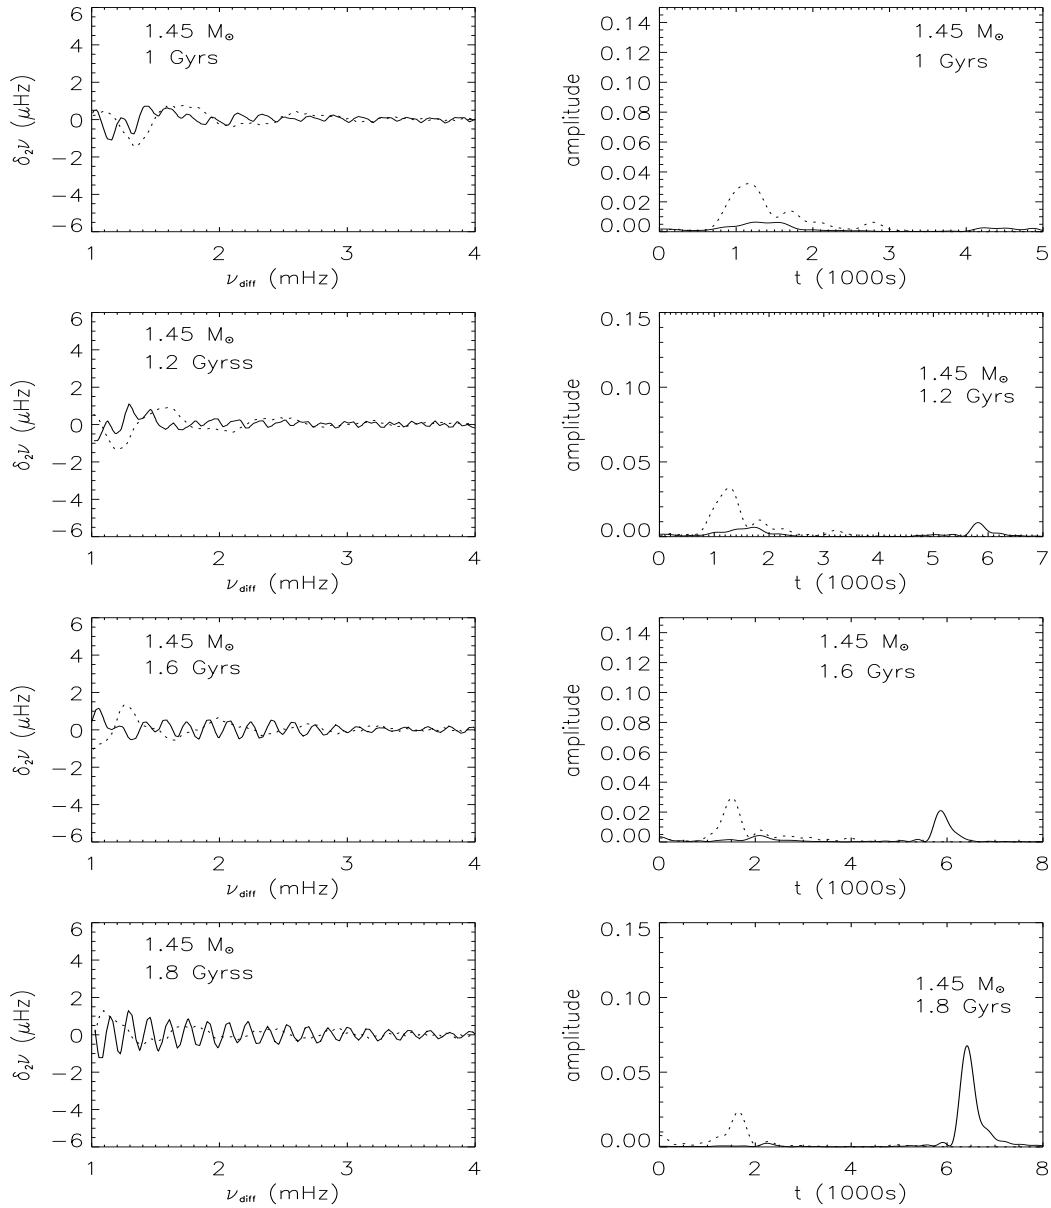 6
4
2
0
−2
−4
−6
δ₂ν (μHz)
1.45 M⊙
1 Gyrs
1 2 3 4
ν_diff (mHz)
0.14
0.12
0.10
0.08
0.06
0.04
0.02
0.00
amplitude
1.45 M⊙
1 Gyrs
0 1 2 3 4 5
t (1000s)
6
4
2
0
−2
−4
−6
δ₂ν (μHz)
1.45 M⊙
1.2 Gyrss
1 2 3 4
ν_diff (mHz)
0.15
0.10
0.05
0.00
amplitude
1.45 M⊙
1.2 Gyrs
0 1 2 3 4 5 6 7
t (1000s)
6
4
2
0
−2
−4
−6
δ₂ν (μHz)
1.45 M⊙
1.6 Gyrs
1 2 3 4
ν_diff (mHz)
0.14
0.12
0.10
0.08
0.06
0.04
0.02
0.00
amplitude
1.45 M⊙
1.6 Gyrs
0 2 4 6 8
t (1000s)
6
4
2
0
−2
−4
−6
δ₂ν (μHz)
1.45 M⊙
1.8 Gyrss
1 2 3 4
ν_diff (mHz)
0.15
0.10
0.05
0.00
amplitude
1.45 M⊙
1.8 Gyrs
0 2 4 6 8
t (1000s)